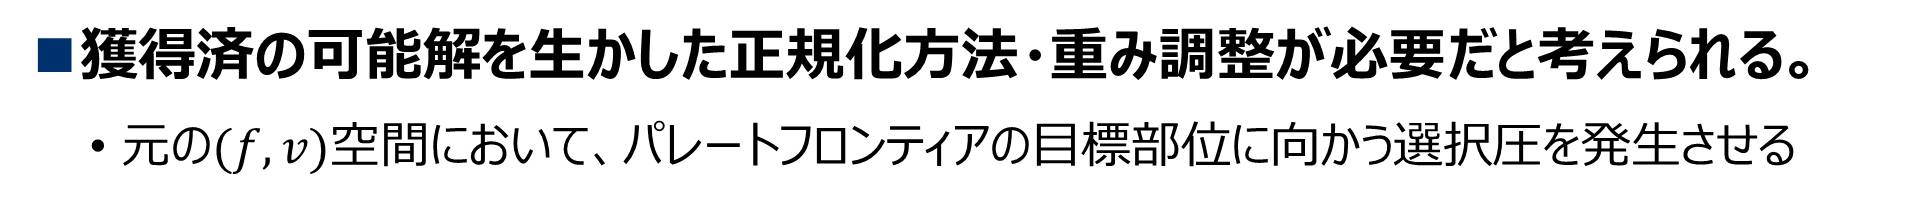 ■獲得済の可能解を生かした正規化方法・重み調整が必要だと考えられる。
• 元の(f, v)空間において、パレートフロンティアの目標部位に向かう選択圧を発生させる